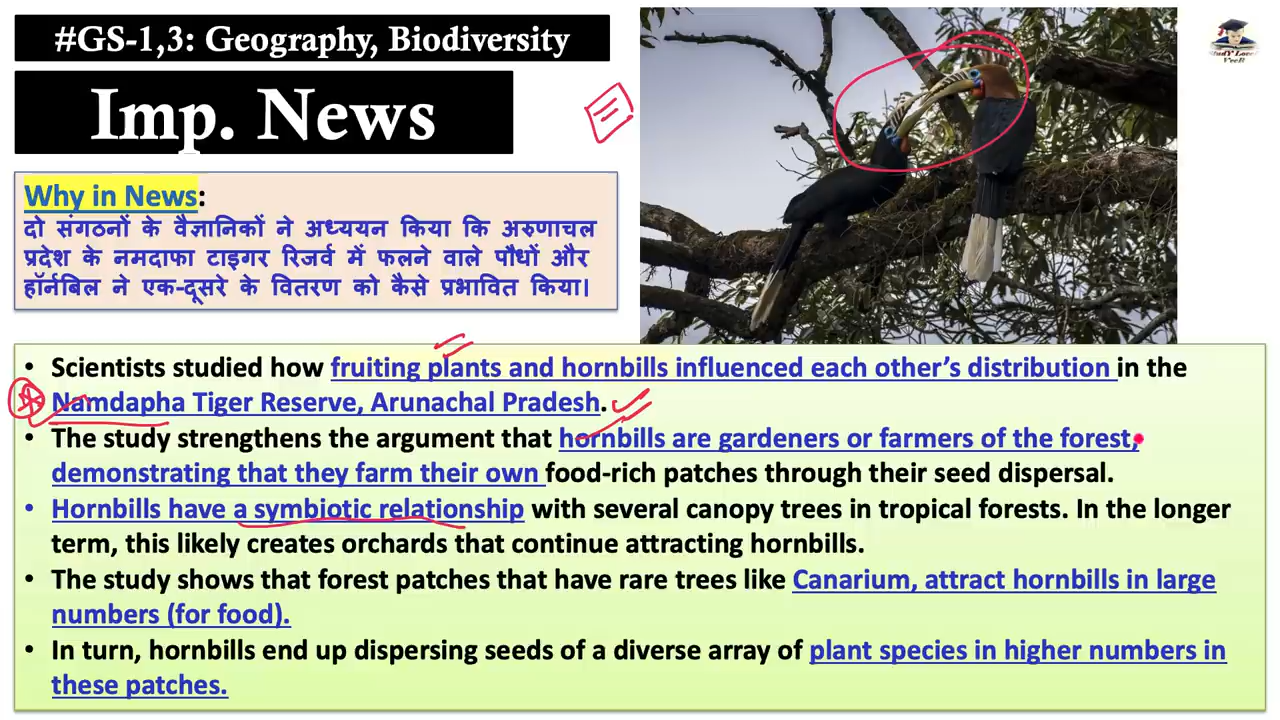 #GS-1,3: Geography, Biodiversity
Imp. News
Why in News:
दो संगठनों के वैज्ञानिकों ने अध्ययन किया कि अरुणाचल
प्रदेश के नमदाफा टाइगर रिजर्व में फलने वाले पौधों और
हॉर्नबिल ने एक-दूसरे के वितरण को कैसे प्रभावित किया।
• Scientists studied how fruiting plants and hornbills influenced each other's distribution in the
Namdapha Tiger Reserve, Arunachal Pradesh.
• The study strengthens the argument that hornbills are gardeners or farmers of the forest,
demonstrating that they farm their own food-rich patches through their seed dispersal.
• Hornbills have a symbiotic relationship with several canopy trees in tropical forests. In the longer
term, this likely creates orchards that continue attracting hornbills.
• The study shows that forest patches that have rare trees like Canarium, attract hornbills in large
numbers (for food).
• In turn, hornbills end up dispersing seeds of a diverse array of plant species in higher numbers in
these patches.